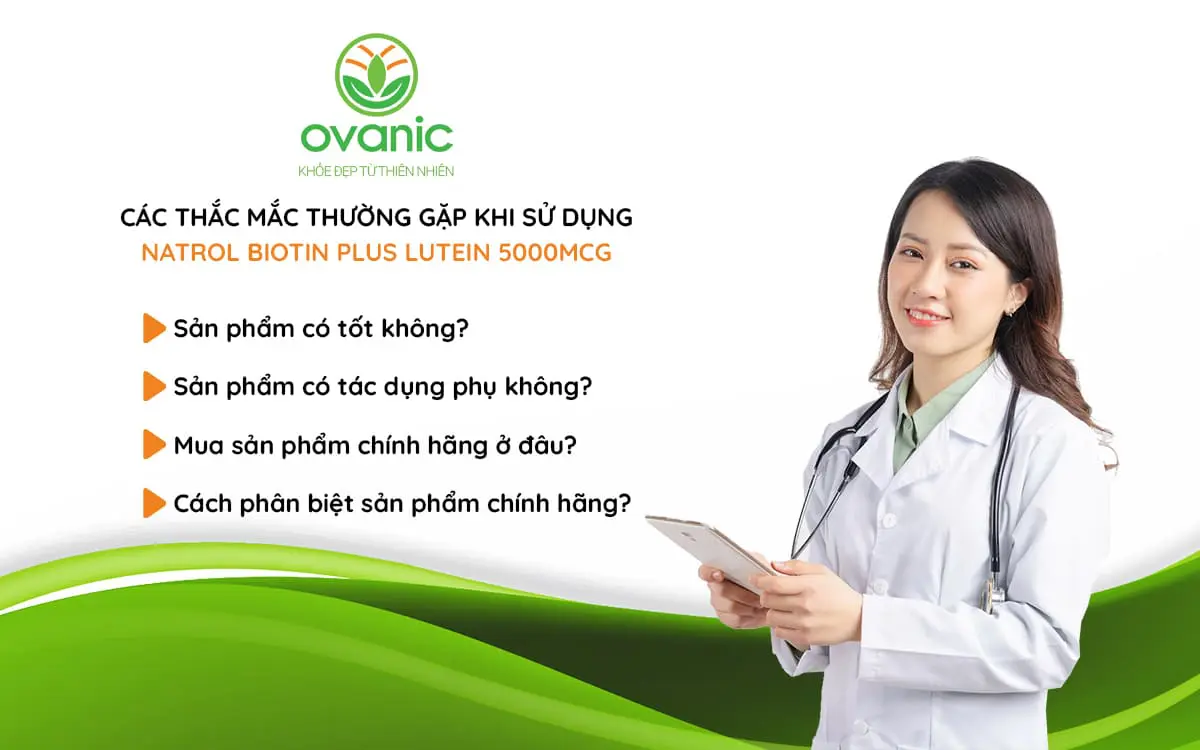 ovanic
KHỎE ĐẸP TỪ THIÊN NHIÊN
CÁC THẮC MẮC THƯỜNG GẶP KHI SỬ DỤNG
NATROL BIOTIN PLUS LUTEIN 5000MCG
Sản phẩm có tốt không?
Sản phẩm có tác dụng phụ không?
Mua sản phẩm chính hãng ở đâu?
Cách phân biệt sản phẩm chính hãng?